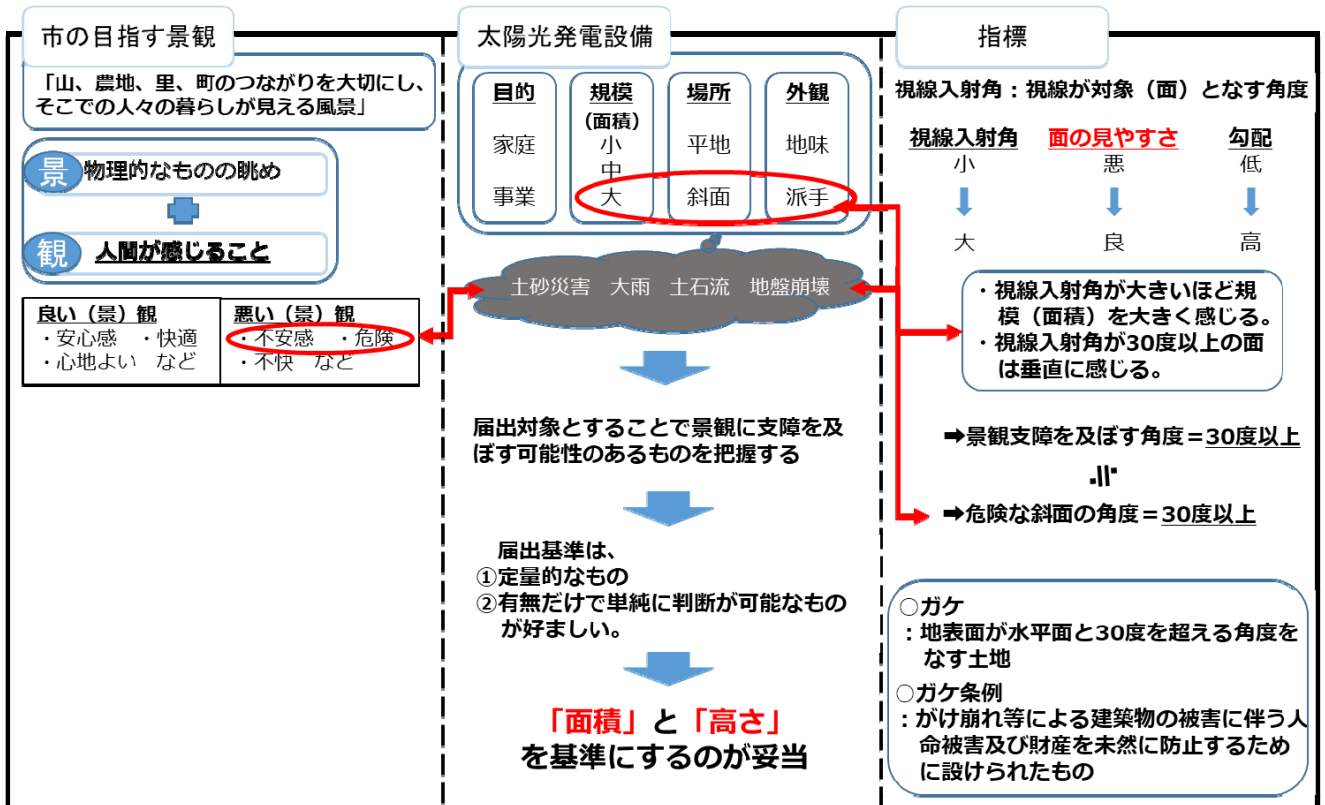 市の目指す景観
「山、農地、里、町のつながりを大切にし、
そこでの人々の暮らしが見える風景」
景 物理的なものの眺め
観 人間が感じること
良い（景）観
・安心感　・快適
・心地よい　など
悪い（景）観
・不安感　・危険
・不快　など
太陽光発電設備
目的
家庭
事業
規模
（面積）
小
中
大
場所
平地
斜面
外観
地味
派手
土砂災害　大雨　土石流　地盤崩壊
届出対象とすることで景観に支障を及
ぼす可能性のあるものを把握する
届出基準は、
①定量的なもの
②有無だけで単純に判断が可能なもの
が好ましい。
「面積」と「高さ」
を基準にするのが妥当
指標
視線入射角：視線が対象（面）となす角度
視線入射角　面の見やすさ　勾配
小　悪　低
大　良　高
・視線入射角が大きいほど規
模（面積）を大きく感じる。
・視線入射角が30度以上の面
は垂直に感じる。
➡景観支障を及ぼす角度＝30度以上
≒
➡危険な斜面の角度＝30度以上
○ガケ
：地表面が水平面と30度を超える角度を
なす土地
○ガケ条例
：がけ崩れ等による建築物の被害に伴う人
命被害及び財産を未然に防止するため
に設けられたもの